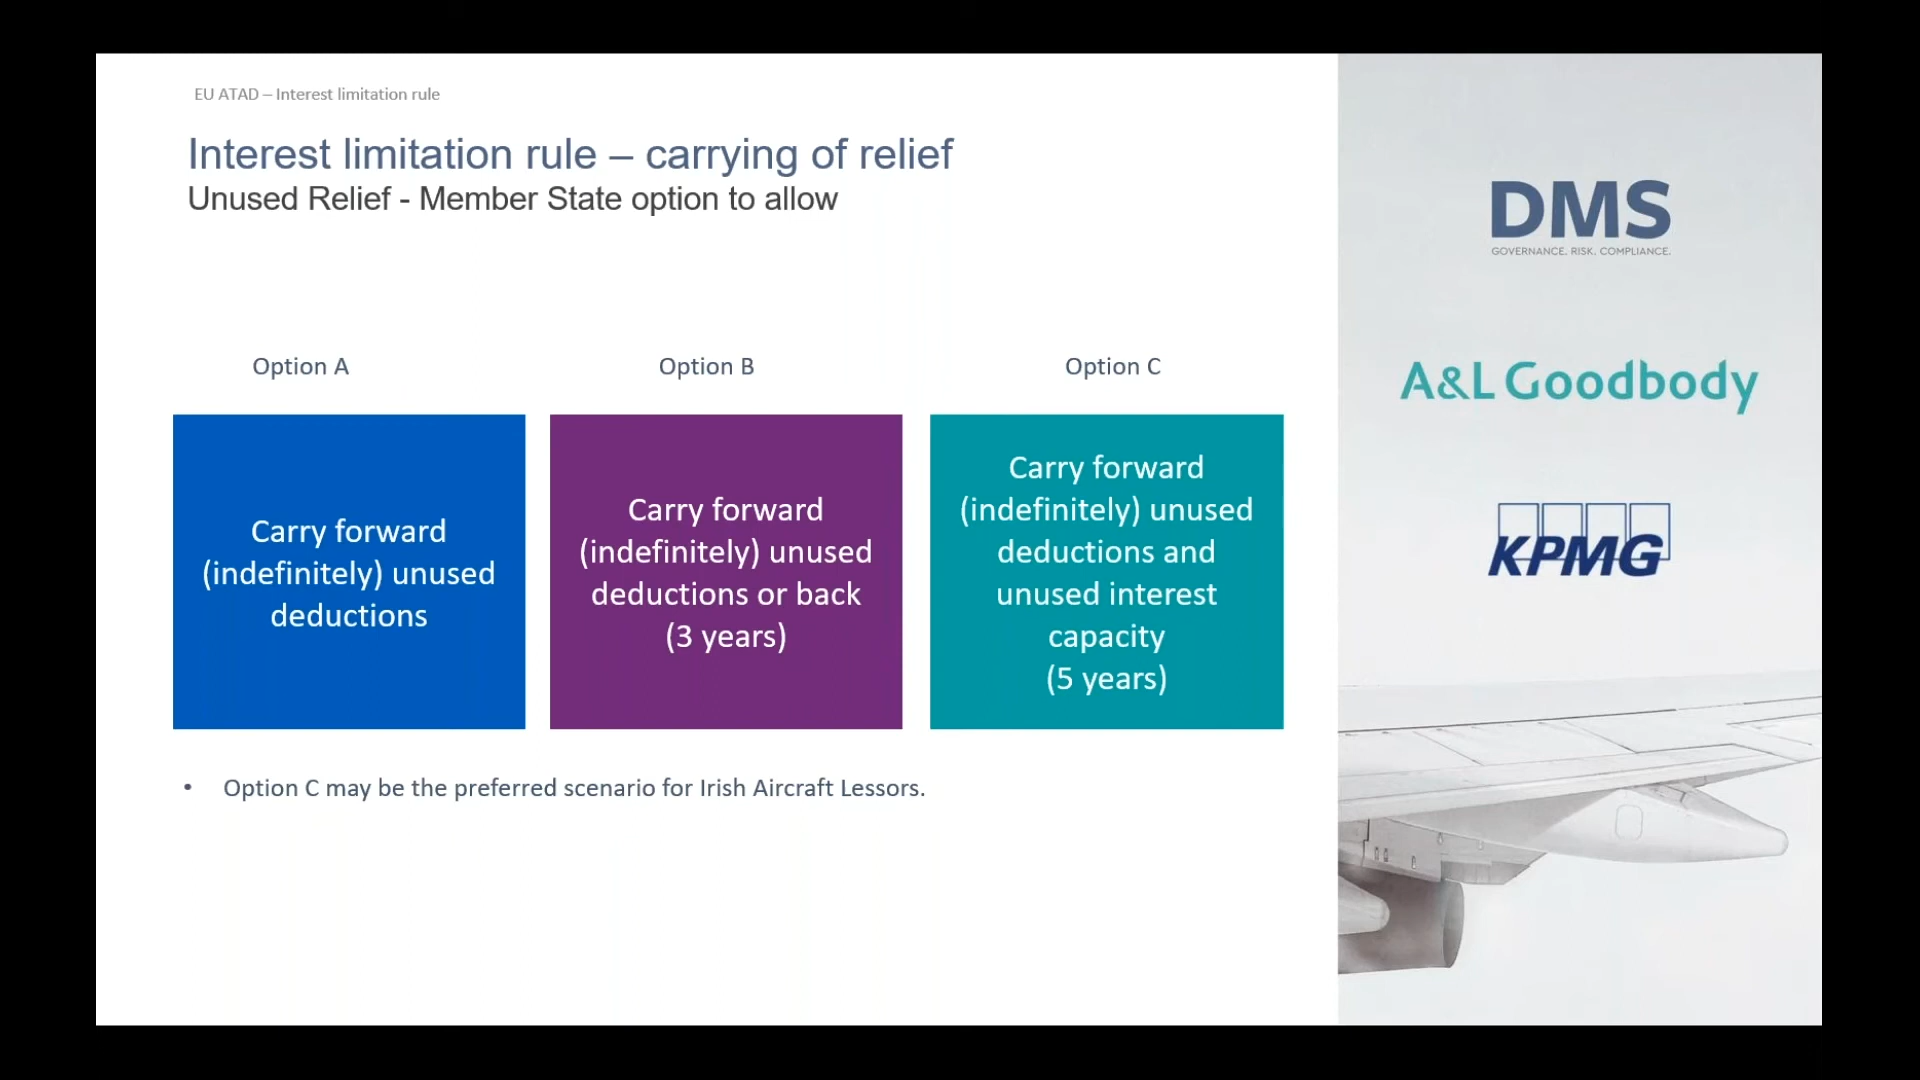 EU ATAD – Interest limitation rule
Interest limitation rule – carrying of relief
Unused Relief - Member State option to allow
Option A
Option B
Option C
Carry forward
(indefinitely) unused
deductions
Carry forward
(indefinitely) unused
deductions or back
(3 years)
Carry forward
(indefinitely) unused
deductions and
unused interest
capacity
(5 years)
• Option C may be the preferred scenario for Irish Aircraft Lessors.
DMS
GOVERNANCE. RISK. COMPLIANCE.
A&L Goodbody
KPMG